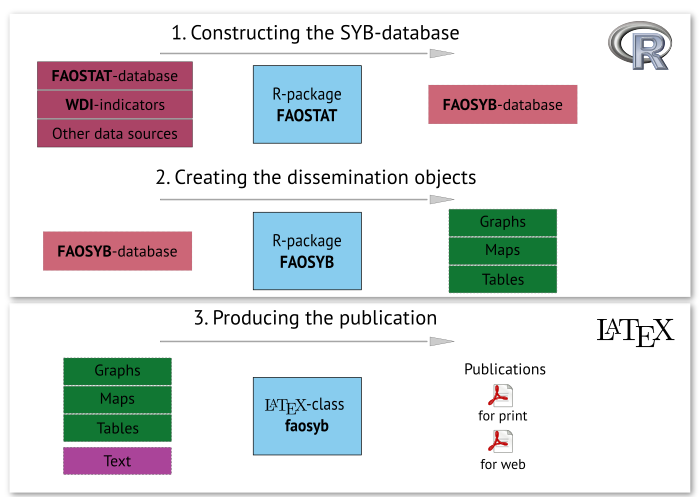 1. Constructing the SYB-database
R
FAOSTAT-database
WDI-indicators
Other data sources
R-package
FAOSTAT
FAOSYB-database
2. Creating the dissemination objects
FAOSYB-database
R-package
FAOSYB
Graphs
Maps
Tables
3. Producing the publication
LATEX
Graphs
Maps
Tables
Text
LATEX-class
faosyb
Publications
for print
for web